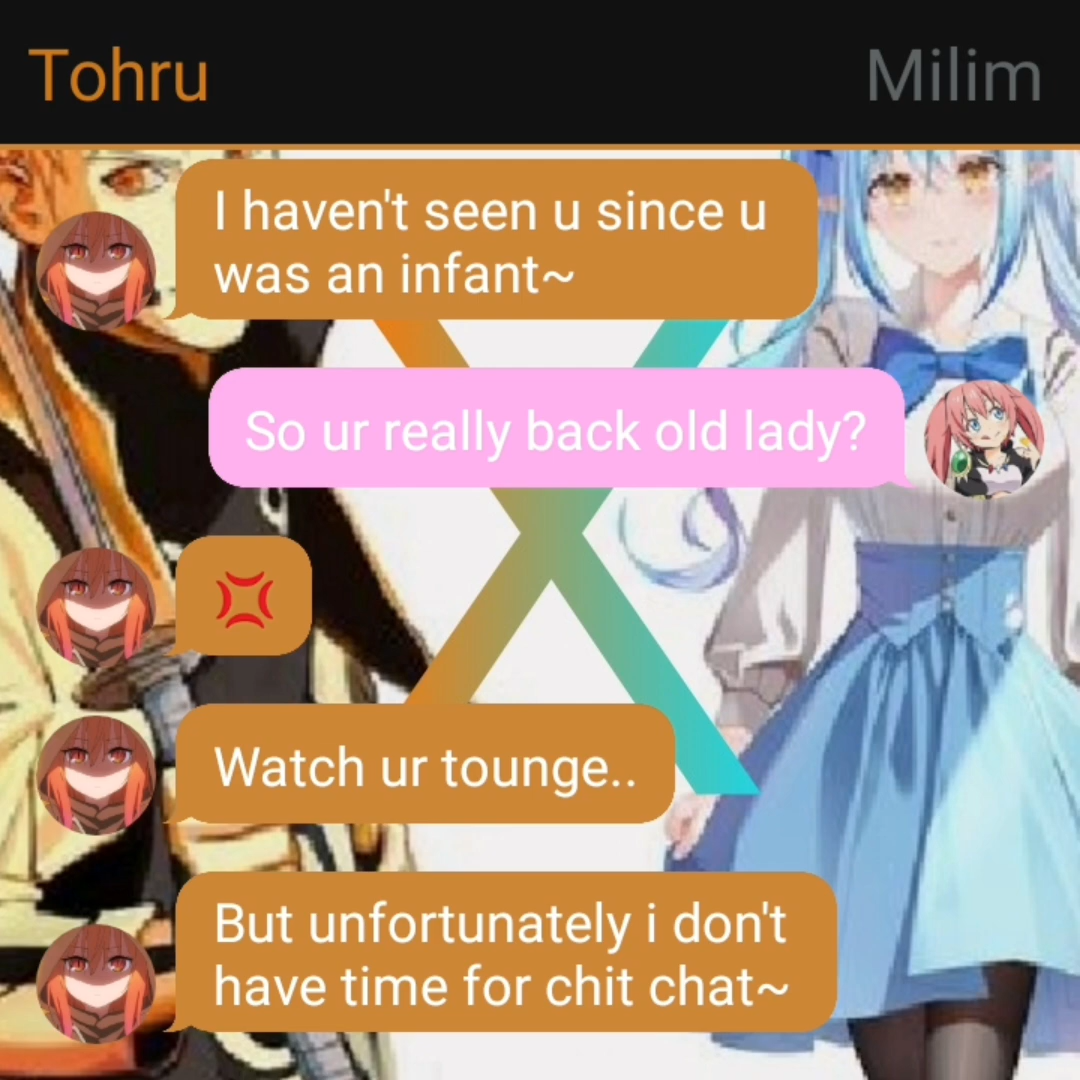 Tohru
Milim
I haven't seen u since u
was an infant~
So ur really back old lady?
💢
Watch ur tounge..
But unfortunately i don't
have time for chit chat~